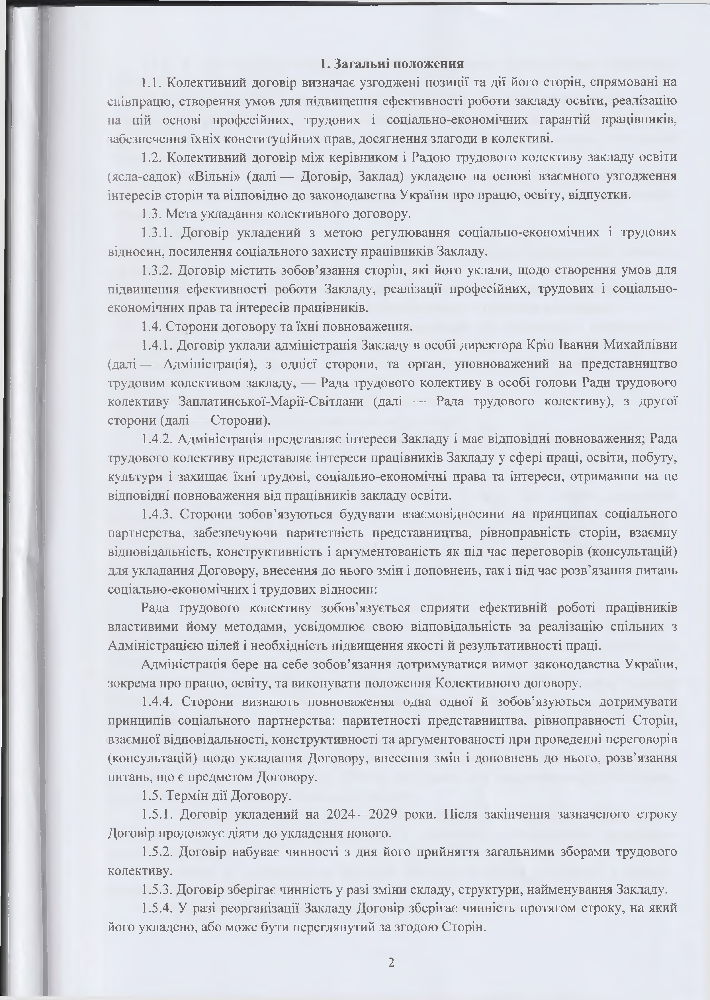 1. Загальні положення
1.1. Колективний договір визначає узгоджені позиції та дії його сторін, спрямовані на
співпрацю, створення умов для підвищення ефективності роботи закладу освіти, реалізацію
на цій основі професійних, трудових і соціально-економічних гарантій працівників,
забезпечення їхніх конституційних прав, досягнення злагоди в колективі.
1.2. Колективний договір між керівником і Радою трудового колективу закладу освіти
(ясла-садок) «Вільні» (далі — Договір, Заклад) укладено на основі взаємного узгодження
інтересів сторін та відповідно до законодавства України про працю, освіту, відпустки.
1.3. Мета укладання колективного договору.
1.3.1. Договір укладений з метою регулювання соціально-економічних і трудових
відносин, посилення соціального захисту працівників Закладу.
1.3.2. Договір містить зобов’язання сторін, які його уклали, щодо створення умов для
підвищення ефективності роботи Закладу, реалізації професійних, трудових і соціально-
економічних прав та інтересів працівників.
1.4. Сторони договору та їхні повноваження.
1.4.1. Договір уклали адміністрація Закладу в особі директора Кріп Іванни Михайлівни
(далі — Адміністрація), з однієї сторони, та орган, уповноважений на представництво
трудовим колективом закладу, — Рада трудового колективу в особі голови Ради трудового
колективу Заплатинської-Марії-Світлани (далі — Рада трудового колективу), з другої
сторони (далі — Сторони).
1.4.2. Адміністрація представляє інтереси Закладу і має відповідні повноваження; Рада
трудового колективу представляє інтереси працівників Закладу у сфері праці, освіти, побуту,
культури і захищає їхні трудові, соціально-економічні права та інтереси, отримавши на це
відповідні повноваження від працівників закладу освіти.
1.4.3. Сторони зобов’язуються будувати взаємовідносини на принципах соціального
партнерства, забезпечуючи паритетність представництва, рівноправність сторін, взаємну
відповідальність, конструктивність і аргументованість як під час переговорів (консультацій)
для укладання Договору, внесення до нього змін і доповнень, так і під час розв’язання питань
соціально-економічних і трудових відносин:
Рада трудового колективу зобов’язується сприяти ефективній роботі працівників
властивими йому методами, усвідомлює свою відповідальність за реалізацію спільних з
Адміністрацією цілей і необхідність підвищення якості й результативності праці.
Адміністрація бере на себе зобов’язання дотримуватися вимог законодавства України,
зокрема про працю, освіту, та виконувати положення Колективного договору.
1.4.4. Сторони визнають повноваження одна одної й зобов’язуються дотримувати
принципів соціального партнерства: паритетності представництва, рівноправності Сторін,
взаємної відповідальності, конструктивності та аргументованості при проведенні переговорів
(консультацій) щодо укладання Договору, внесення змін і доповнень до нього, розв’язання
питань, що є предметом Договору.
1.5. Термін дії Договору.
1.5.1. Договір укладений на 2024—2029 роки. Після закінчення зазначеного строку
Договір продовжує діяти до укладення нового.
1.5.2. Договір набуває чинності з дня його прийняття загальними зборами трудового
колективу.
1.5.3. Договір зберігає чинність у разі зміни складу, структури, найменування Закладу.
1.5.4. У разі реорганізації Закладу Договір зберігає чинність протягом строку, на який
його укладено, або може бути переглянутий за згодою Сторін.
2